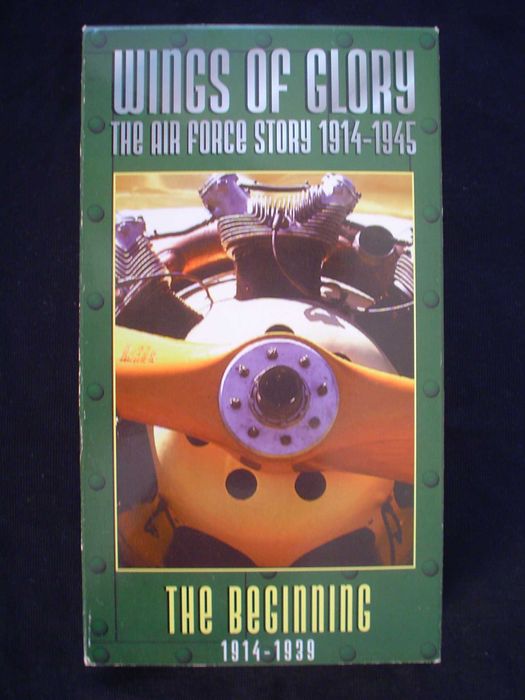 WINGS OF GLORY
THE AIR FORCE STORY 1914-1945
THE BEGINNING
1914-1939